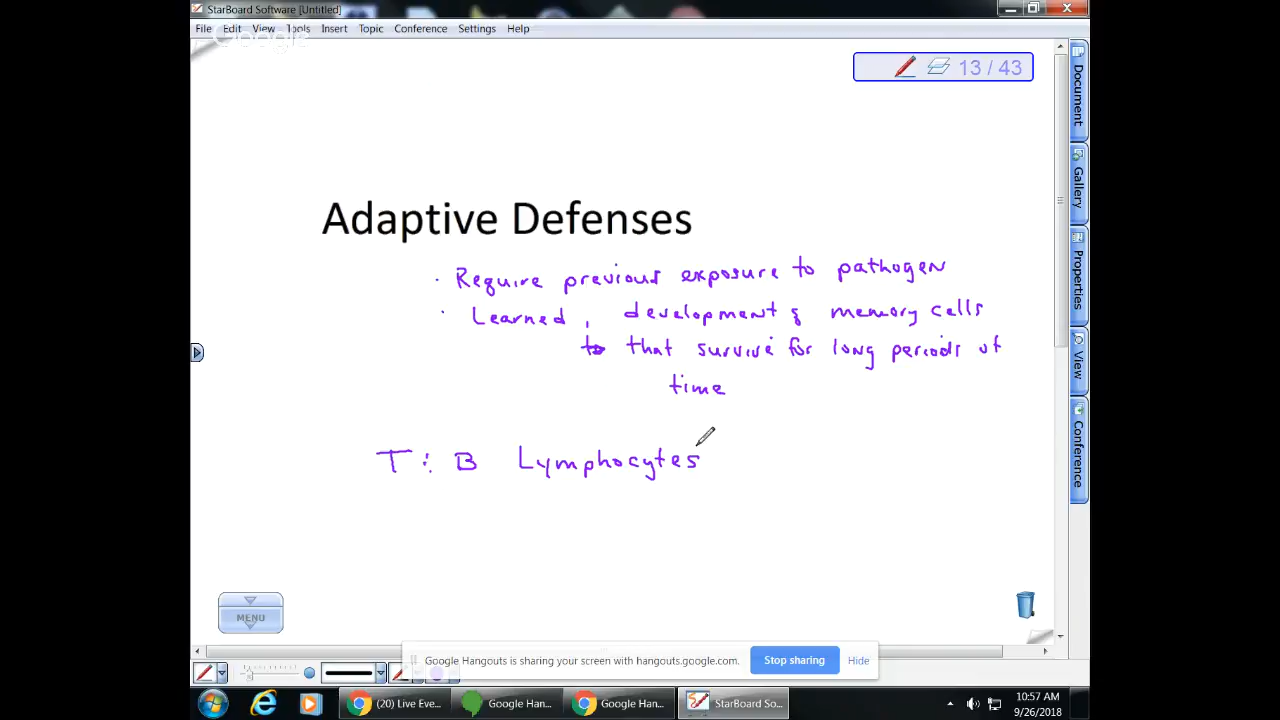 StarBoard Software [Untitled]
File Edit View Tools Insert Topic Conference Settings Help
Google
13 / 43
Document
Gallery
Properties
View
Conference
Adaptive Defenses
· Require previous exposure to pathogen
· Learned, development & memory cells
to that survive for long periods of
time
T & B Lymphocytes
MENU
Google Hangouts is sharing your screen with hangouts.google.com. Stop sharing Hide
(20) Live Eve... Google Han... Google Han... StarBoard So...
10:57 AM
9/26/2018